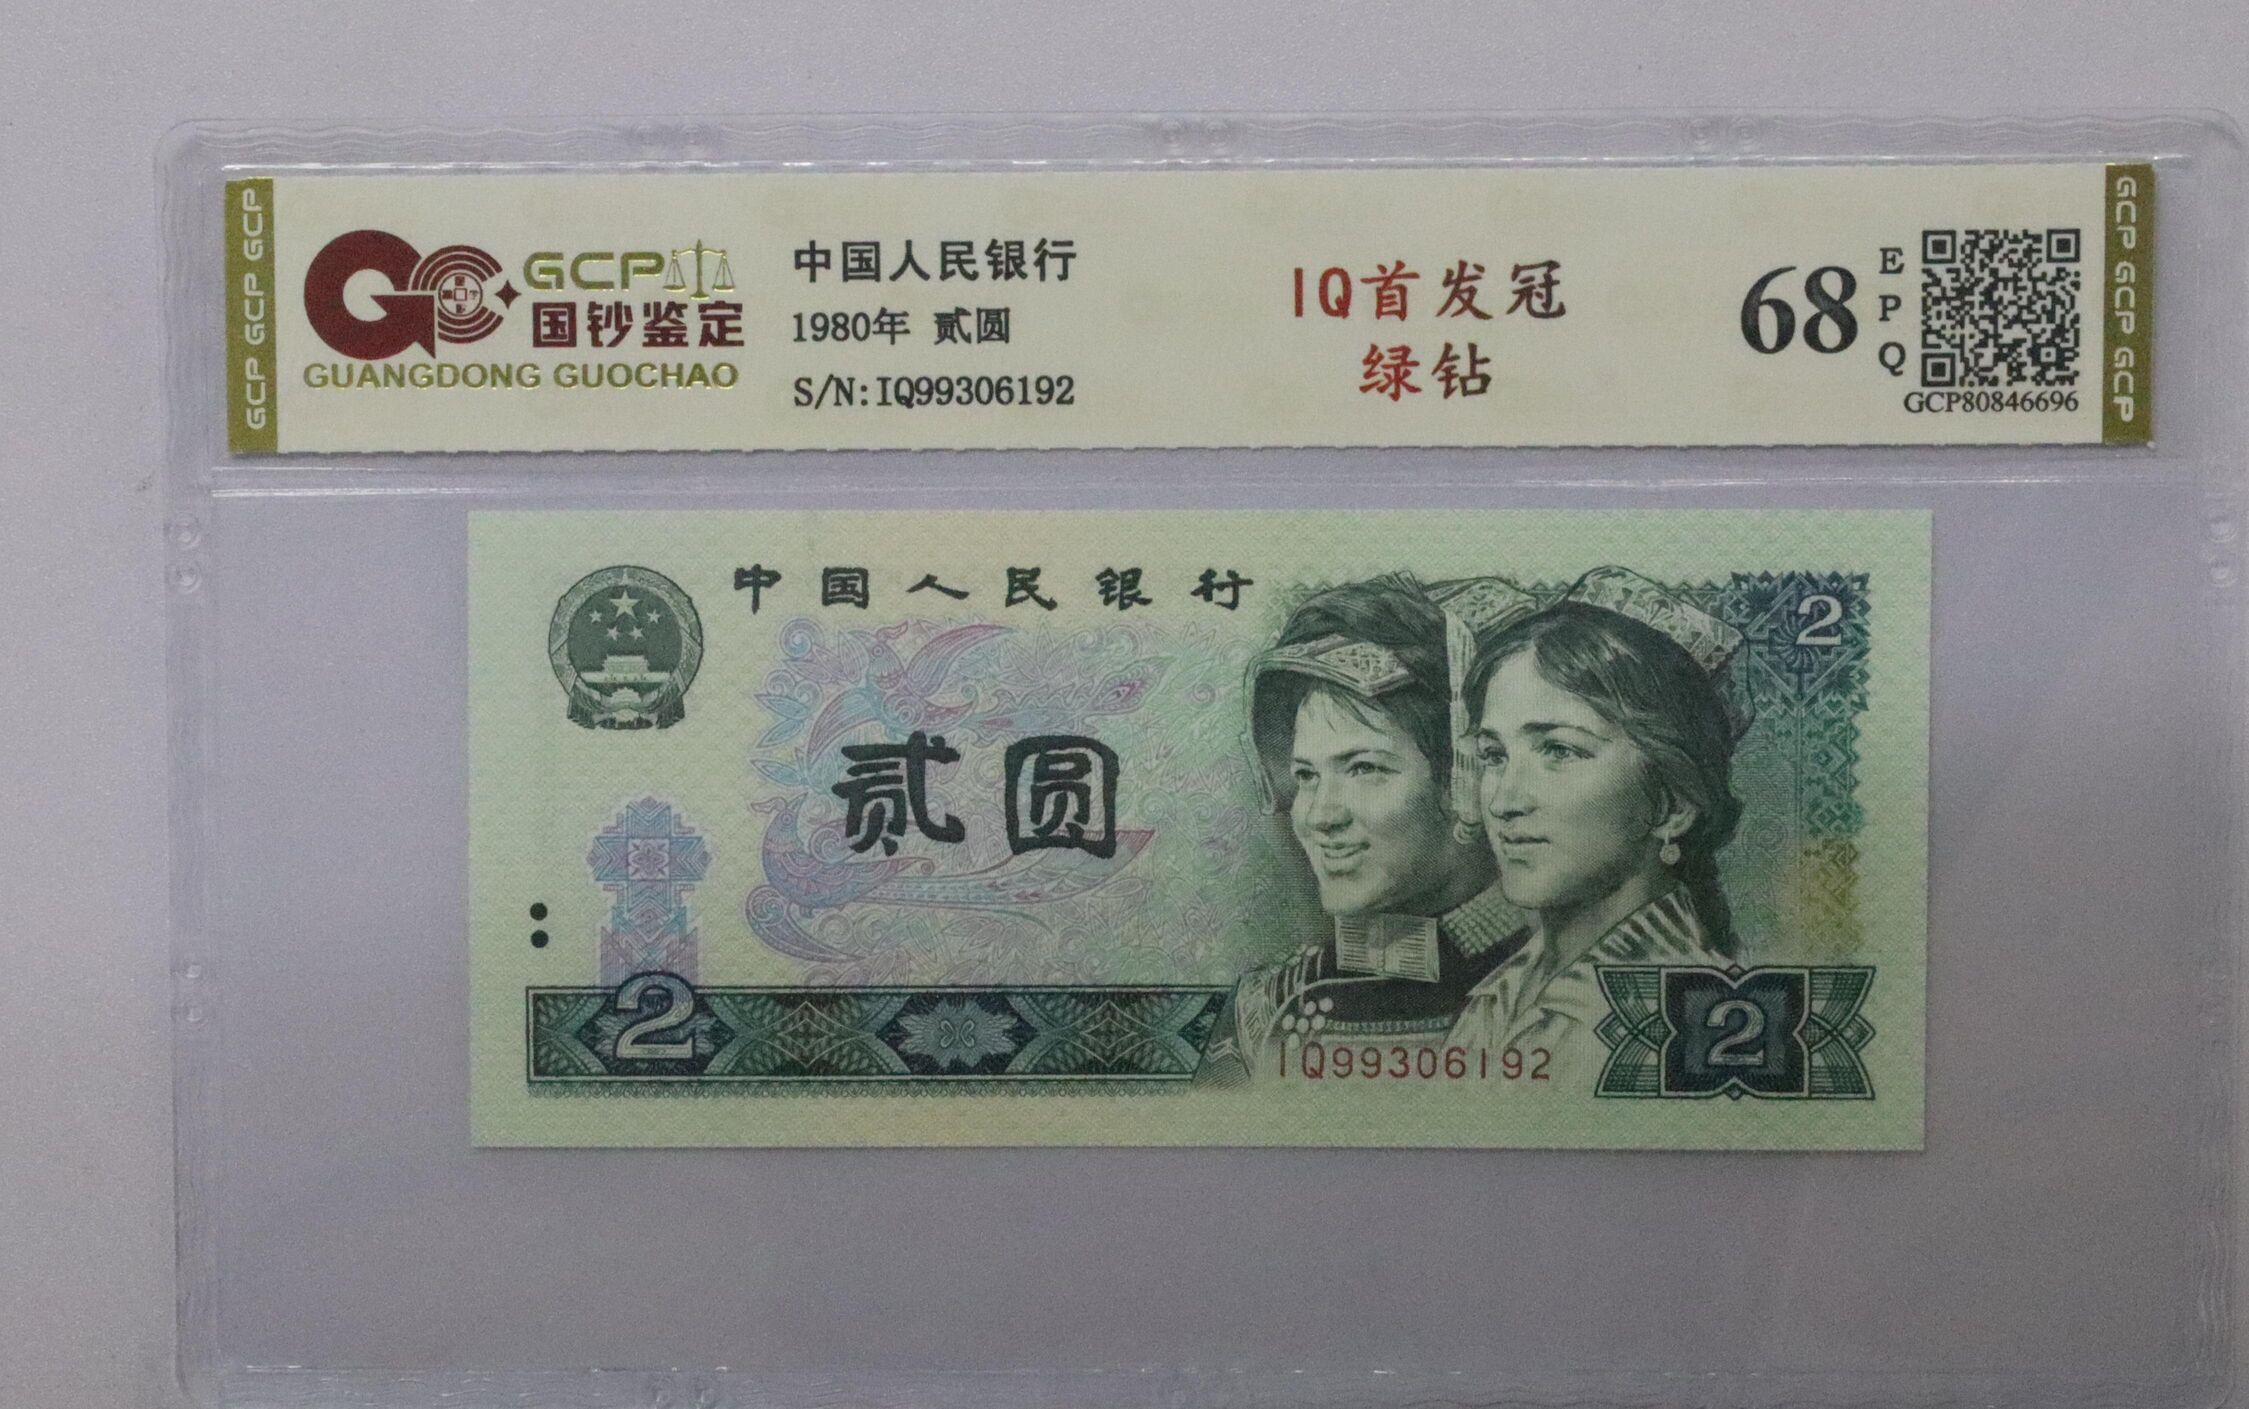 GCP GCP GCP
GCP
国钞鉴定
GUANGDONG GUOCHAO
中国人民银行
1980年 贰圆
S/N:IQ99306192
IQ首发冠
绿钻
68
EPQ
GCP80846696
GCP GCP GCP
中国人民银行
2
贰圆
2
IQ99306192
2